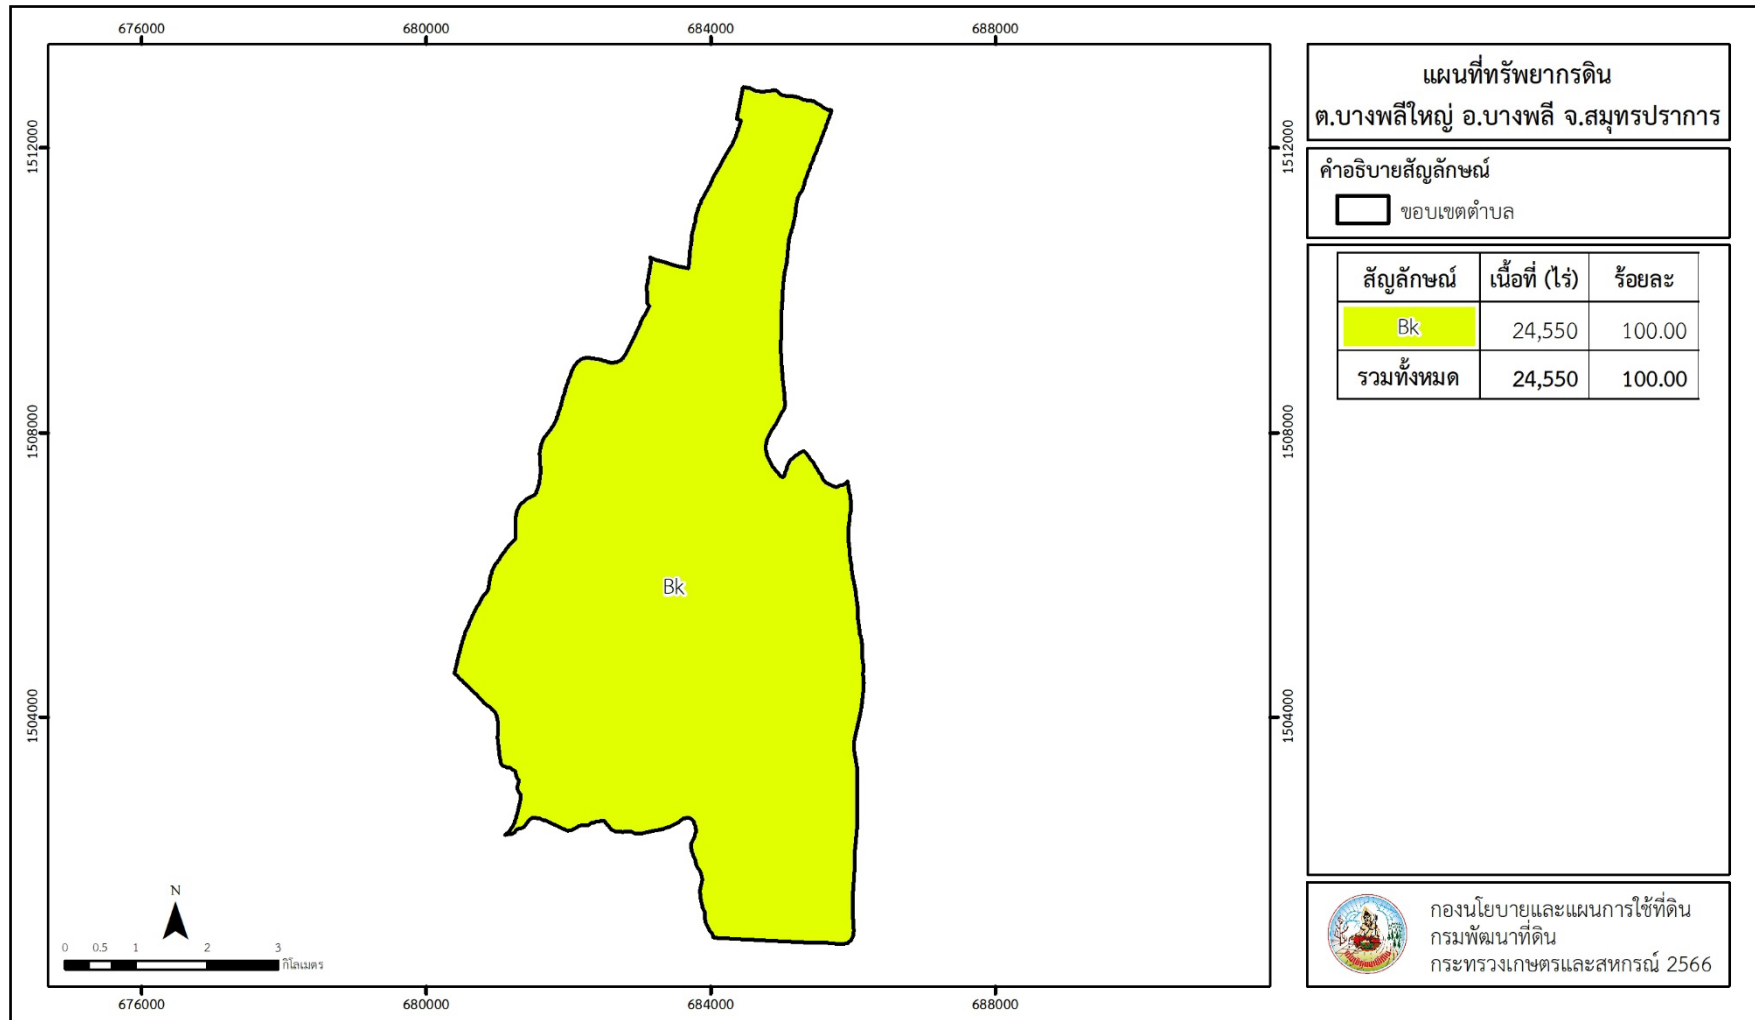 676000
680000
684000
688000
1512000
1512000
1508000
1508000
1504000
1504000
Bk
N
0 0.5 1 2 3
กิโลเมตร
676000
680000
684000
688000
แผนที่ทรัพยากรดิน
ต.บางพลีใหญ่ อ.บางพลี จ.สมุทรปราการ
คำอธิบายสัญลักษณ์
ขอบเขตตำบล
สัญลักษณ์ เนื้อที่ (ไร่) ร้อยละ
Bk 24,550 100.00
รวมทั้งหมด 24,550 100.00
กองนโยบายและแผนการใช้ที่ดิน
กรมพัฒนาที่ดิน
กระทรวงเกษตรและสหกรณ์ 2566